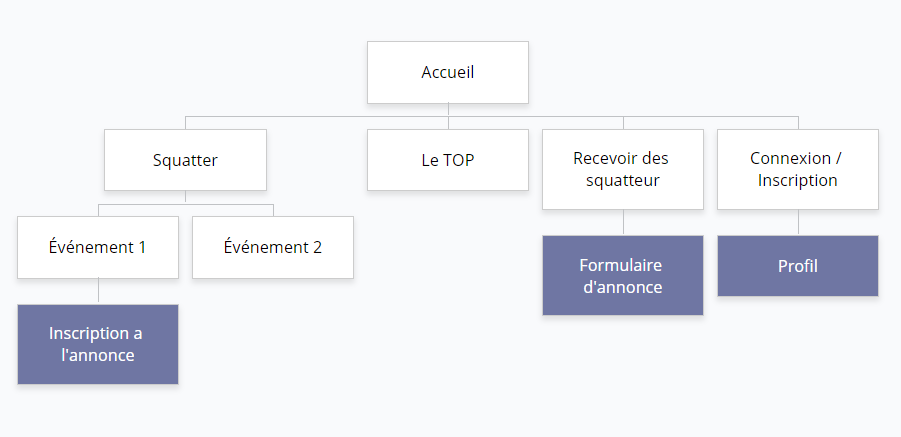 Accueil
Squatter
Le TOP
Recevoir des
squatteur
Connexion /
Inscription
Événement 1
Événement 2
Formulaire
d'annonce
Profil
Inscription a
l'annonce